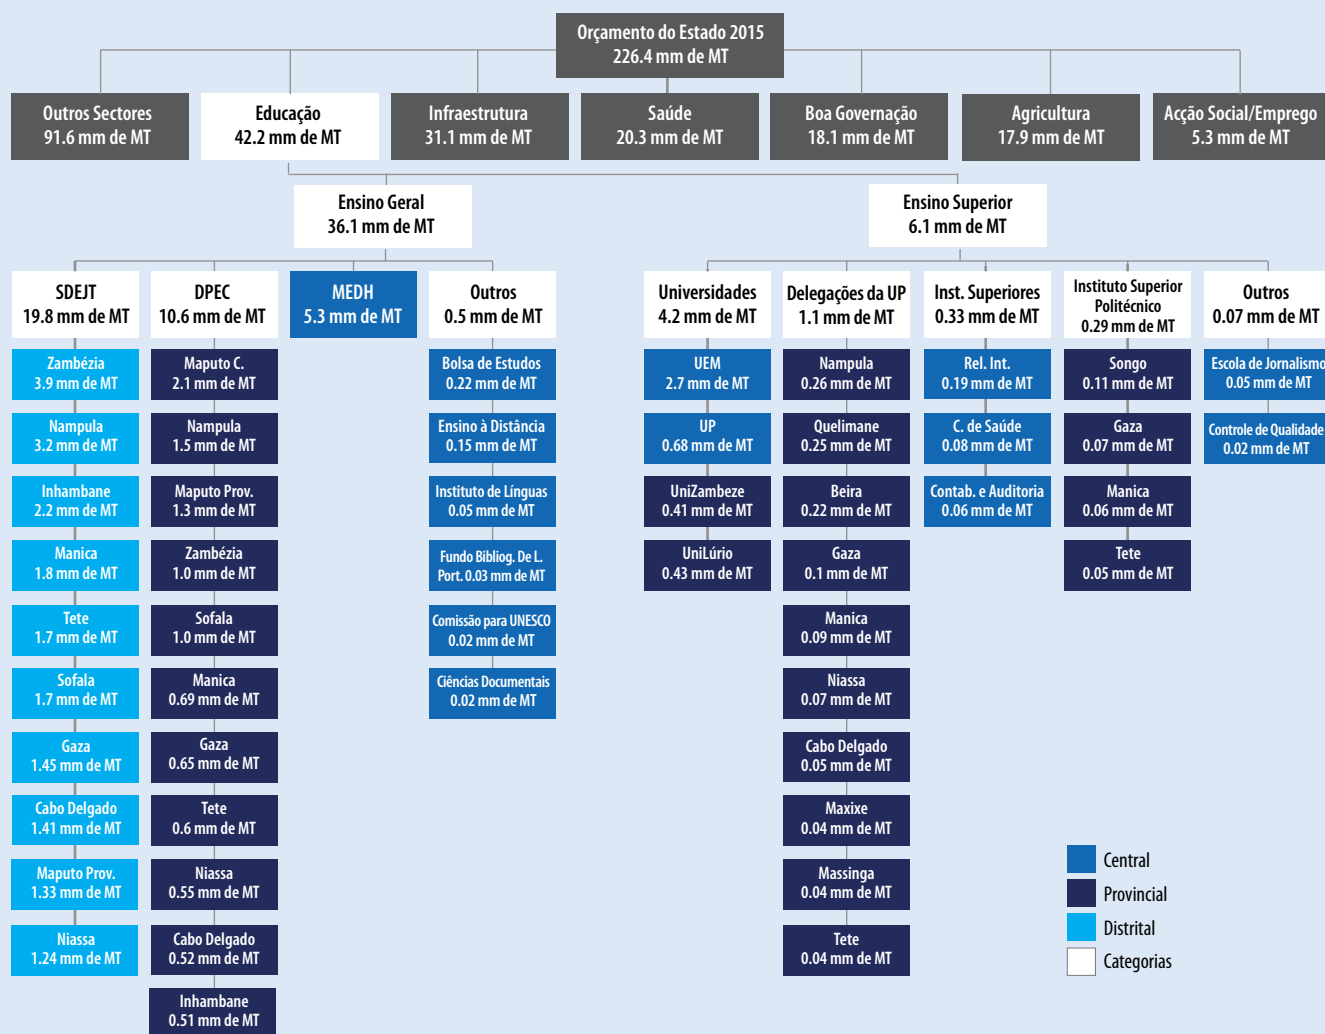 Orçamento do Estado 2015
226.4 mm de MT
Outros Sectores
91.6 mm de MT
Educação
42.2 mm de MT
Infraestrutura
31.1 mm de MT
Saúde
20.3 mm de MT
Boa Governação
18.1 mm de MT
Agricultura
17.9 mm de MT
Acção Social/Emprego
5.3 mm de MT
Ensino Geral
36.1 mm de MT
Ensino Superior
6.1 mm de MT
SDEJT
19.8 mm de MT
Zambézia
3.9 mm de MT
Nampula
3.2 mm de MT
Inhambane
2.2 mm de MT
Manica
1.8 mm de MT
Tete
1.7 mm de MT
Sofala
1.7 mm de MT
Gaza
1.45 mm de MT
Cabo Delgado
1.41 mm de MT
Maputo Prov.
1.33 mm de MT
Niassa
1.24 mm de MT
DPEC
10.6 mm de MT
Maputo C.
2.1 mm de MT
Nampula
1.5 mm de MT
Maputo Prov.
1.3 mm de MT
Zambézia
1.0 mm de MT
Sofala
1.0 mm de MT
Manica
0.69 mm de MT
Gaza
0.65 mm de MT
Tete
0.6 mm de MT
Niassa
0.55 mm de MT
Cabo Delgado
0.52 mm de MT
Inhambane
0.51 mm de MT
MEDH
5.3 mm de MT
Outros
0.5 mm de MT
Bolsa de Estudos
0.22 mm de MT
Ensino à Distância
0.15 mm de MT
Instituto de Línguas
0.05 mm de MT
Fundo Bibliog. De L.
Port. 0.03 mm de MT
Comissão para UNESCO
0.02 mm de MT
Ciências Documentais
0.02 mm de MT
Universidades
4.2 mm de MT
UEM
2.7 mm de MT
UP
0.68 mm de MT
UniZambeze
0.41 mm de MT
UniLúrio
0.43 mm de MT
Delegações da UP
1.1 mm de MT
Nampula
0.26 mm de MT
Quelimane
0.25 mm de MT
Beira
0.22 mm de MT
Gaza
0.1 mm de MT
Manica
0.09 mm de MT
Niassa
0.07 mm de MT
Cabo Delgado
0.05 mm de MT
Maxixe
0.04 mm de MT
Massinga
0.04 mm de MT
Tete
0.04 mm de MT
Inst. Superiores
0.33 mm de MT
Rel. Int.
0.19 mm de MT
C. de Saúde
0.08 mm de MT
Contab. e Auditoria
0.06 mm de MT
Instituto Superior
Politécnico
0.29 mm de MT
Songo
0.11 mm de MT
Gaza
0.07 mm de MT
Manica
0.06 mm de MT
Tete
0.05 mm de MT
Outros
0.07 mm de MT
Escola de Jornalismo
0.05 mm de MT
Controle de Qualidade
0.02 mm de MT
Central
Provincial
Distrital
Categorias